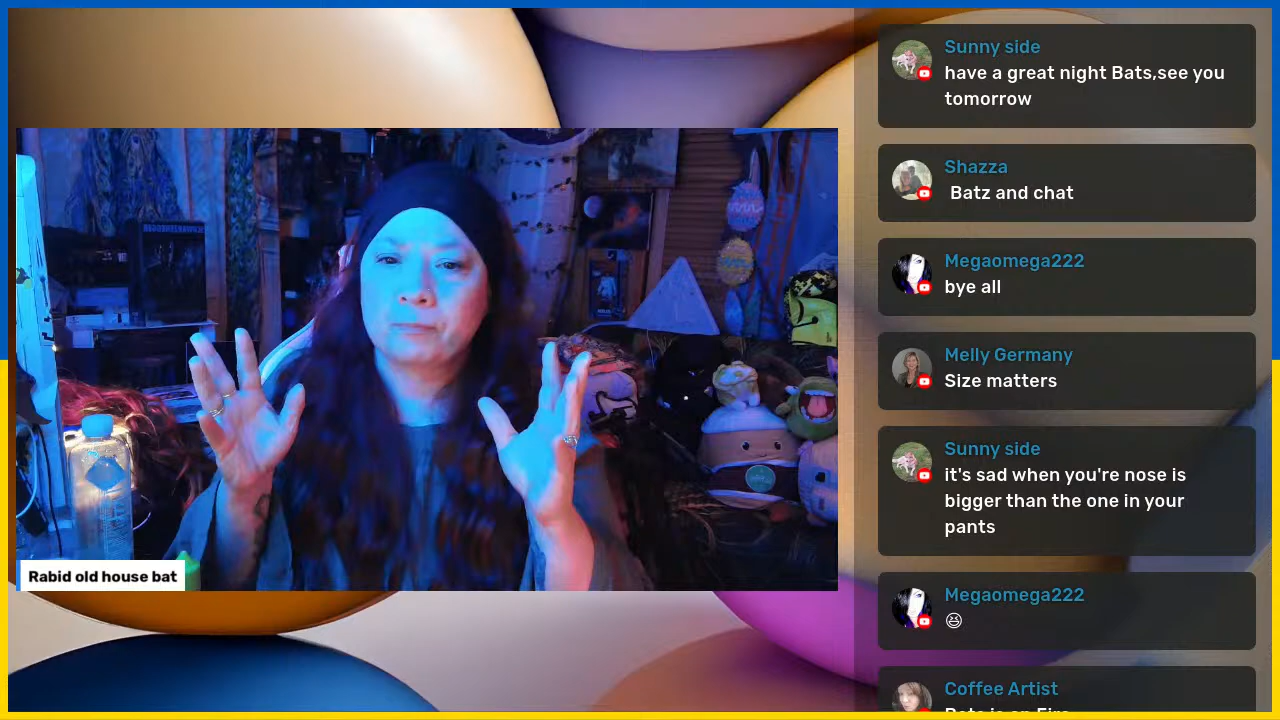 Sunny side
have a great night Bats,see you
tomorrow
Shazza
Batz and chat
Megaomega222
bye all
Melly Germany
Size matters
Sunny side
it's sad when you're nose is
bigger than the one in your
pants
Megaomega222
😆
Coffee Artist
Rabid old house bat